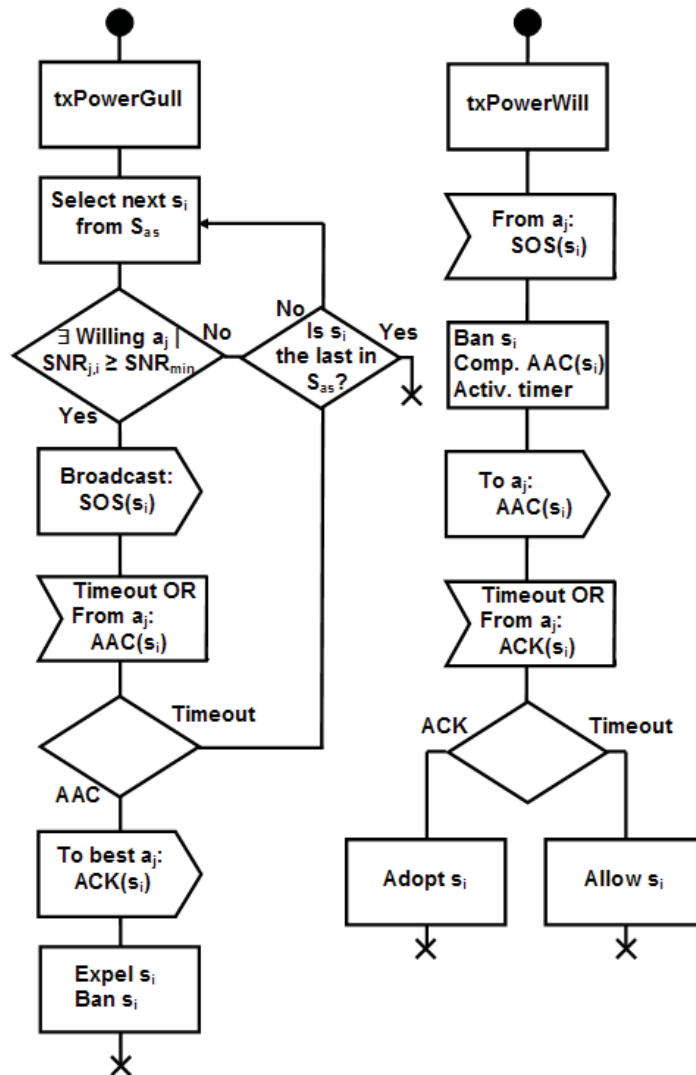 txPowerGull
Select next sᵢ
from Sₐₛ
∃ Willing aⱼ |
SNRⱼ,ᵢ ≥ SNRmin
No
Yes
No
Is sᵢ
the last in
Sₐₛ?
Yes
Broadcast:
SOS(sᵢ)
Timeout OR
From aⱼ:
AAC(sᵢ)
Timeout
AAC
To best aⱼ:
ACK(sᵢ)
Expel sᵢ
Ban sᵢ
txPowerWill
From aⱼ:
SOS(sᵢ)
Ban sᵢ
Comp. AAC(sᵢ)
Activ. timer
To aⱼ:
AAC(sᵢ)
Timeout OR
From aⱼ:
ACK(sᵢ)
ACK
Timeout
Adopt sᵢ
Allow sᵢ